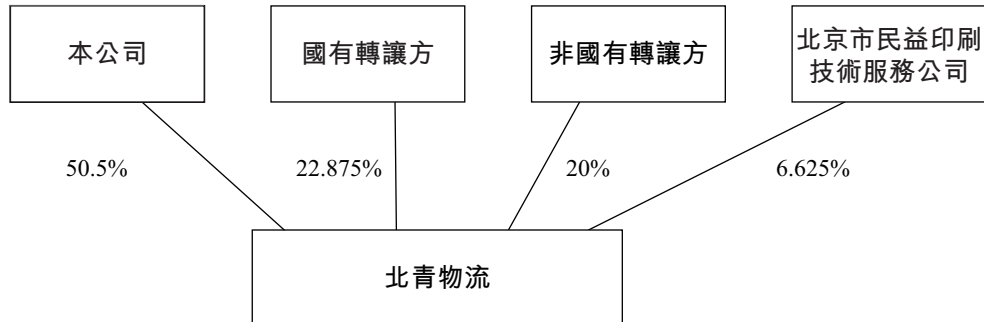 本公司
國有轉讓方
非國有轉讓方
北京市民益印刷
技術服務公司
50.5%
22.875%
20%
6.625%
北青物流